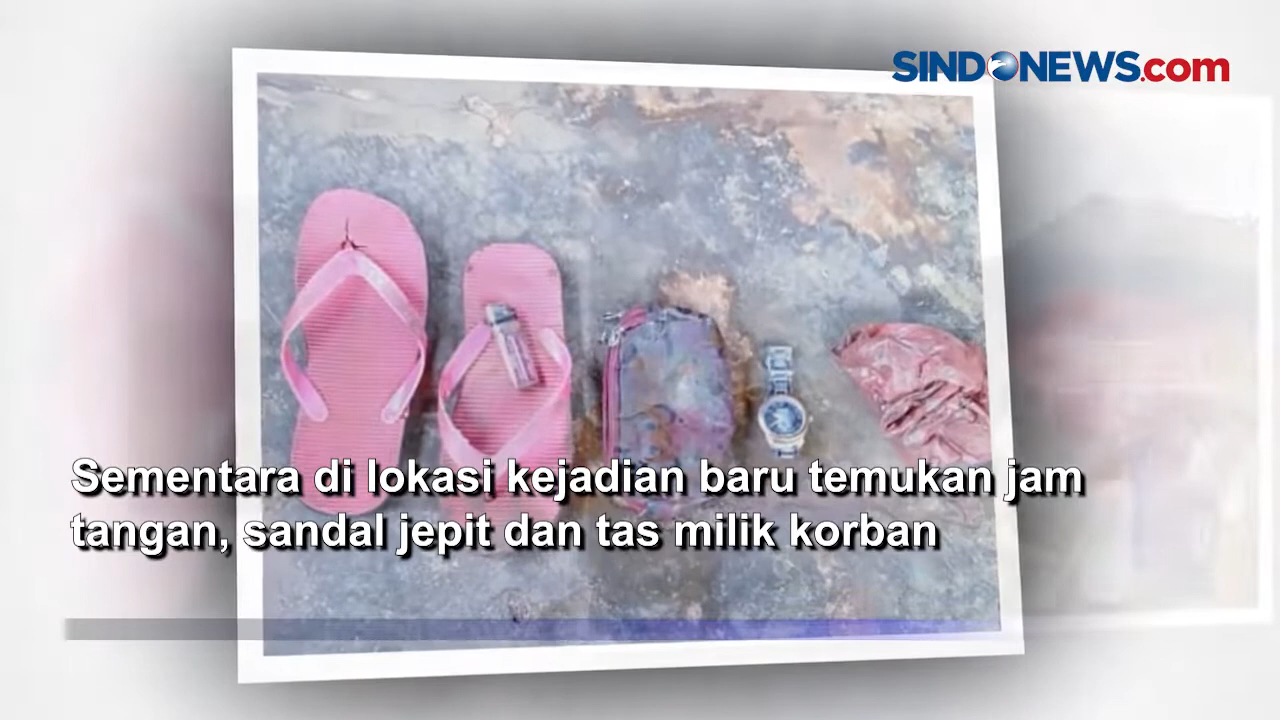 SINDONEWS.com
Sementara di lokasi kejadian baru temukan jam
tangan, sandal jepit dan tas milik korban